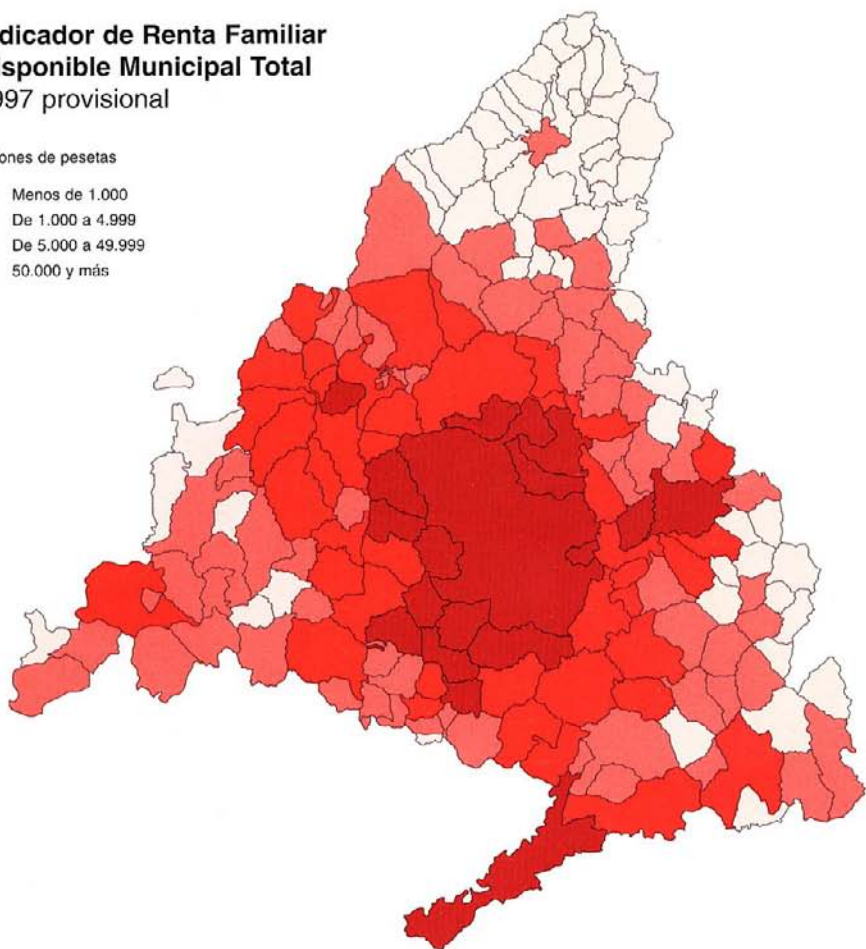 dicador de Renta Familiar
isponible Municipal Total
997 provisional
ones de pesetas
Menos de 1.000
De 1.000 a 4.999
De 5.000 a 49.999
50.000 y más